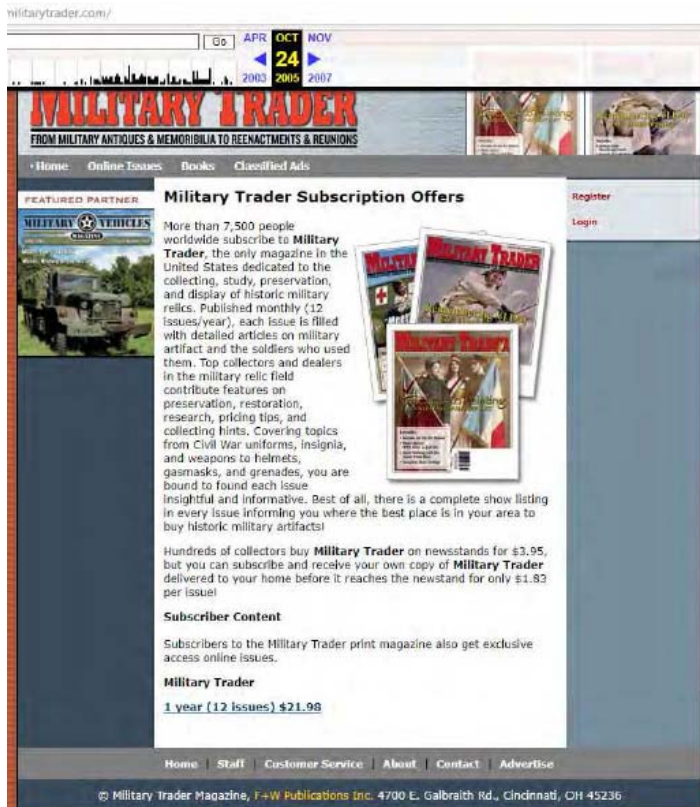 militarytrader.com/
Go
APR OCT NOV
24
2003 2005 2007
MILITARY TRADER
FROM MILITARY ANTIQUES & MEMORIBILIA TO REENACTMENTS & REUNIONS
Home Online Issues Books Classified Ads
FEATURED PARTNER
MILITARY VEHICLES
MAGAZINE
Register
Login
Military Trader Subscription Offers
More than 7,500 people
worldwide subscribe to Military
Trader, the only magazine in the
United States dedicated to the
collecting, study, preservation,
and display of historic military
relics. Published monthly (12
issues/year), each issue is filled
with detailed articles on military
artifact and the soldiers who used
them. Top collectors and dealers
in the military relic field
contribute features on
preservation, restoration,
research, pricing tips, and
collecting hints. Covering topics
from Civil War uniforms, insignia,
and weapons to helmets,
gasmasks, and grenades, you are
bound to found each issue
insightful and informative. Best of all, there is a complete show listing
in every issue informing you where the best place is in your area to
buy historic military artifacts!
MILITARY TRADER
MILITARY TRADER
Hundreds of collectors buy Military Trader on newsstands for $3.95,
but you can subscribe and receive your own copy of Military Trader
delivered to your home before it reaches the newstand for only $1.83
per issue!
Subscriber Content
Subscribers to the Military Trader print magazine also get exclusive
access online issues.
Military Trader
1 year (12 issues) $21.98
Home | Staff | Customer Service | About | Contact | Advertise
© Military Trader Magazine, F+W Publications Inc. 4700 E. Galbraith Rd., Cincinnati, OH 45236